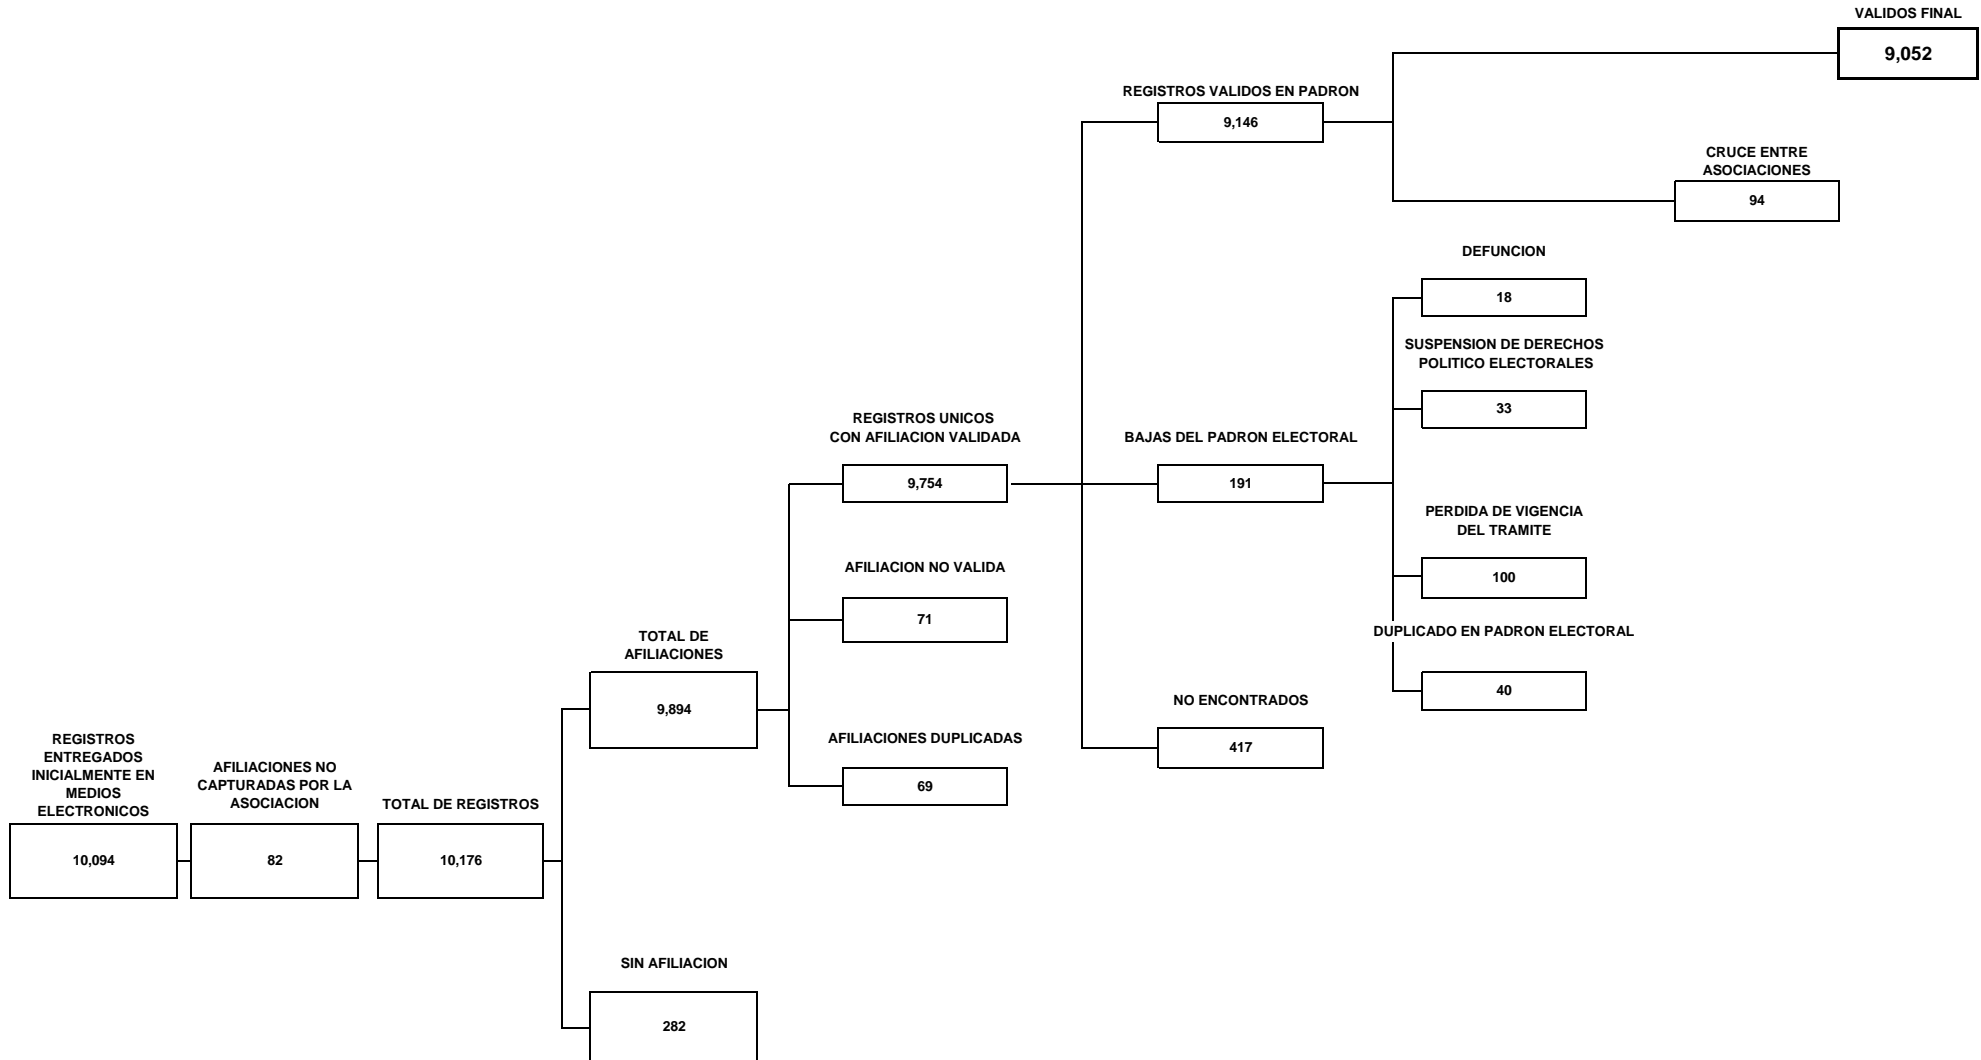 VALIDOS FINAL
9,052
REGISTROS VALIDOS EN PADRON
9,146
CRUCE ENTRE
ASOCIACIONES
94
DEFUNCION
18
SUSPENSION DE DERECHOS
POLITICO ELECTORALES
33
REGISTROS UNICOS
CON AFILIACION VALIDADA
9,754
BAJAS DEL PADRON ELECTORAL
191
PERDIDA DE VIGENCIA
DEL TRAMITE
100
AFILIACION NO VALIDA
71
DUPLICADO EN PADRON ELECTORAL
40
TOTAL DE
AFILIACIONES
9,894
NO ENCONTRADOS
417
AFILIACIONES DUPLICADAS
69
REGISTROS
ENTREGADOS
INICIALMENTE EN
MEDIOS
ELECTRONICOS
10,094
AFILIACIONES NO
CAPTURADAS POR LA
ASOCIACION
82
TOTAL DE REGISTROS
10,176
SIN AFILIACION
282